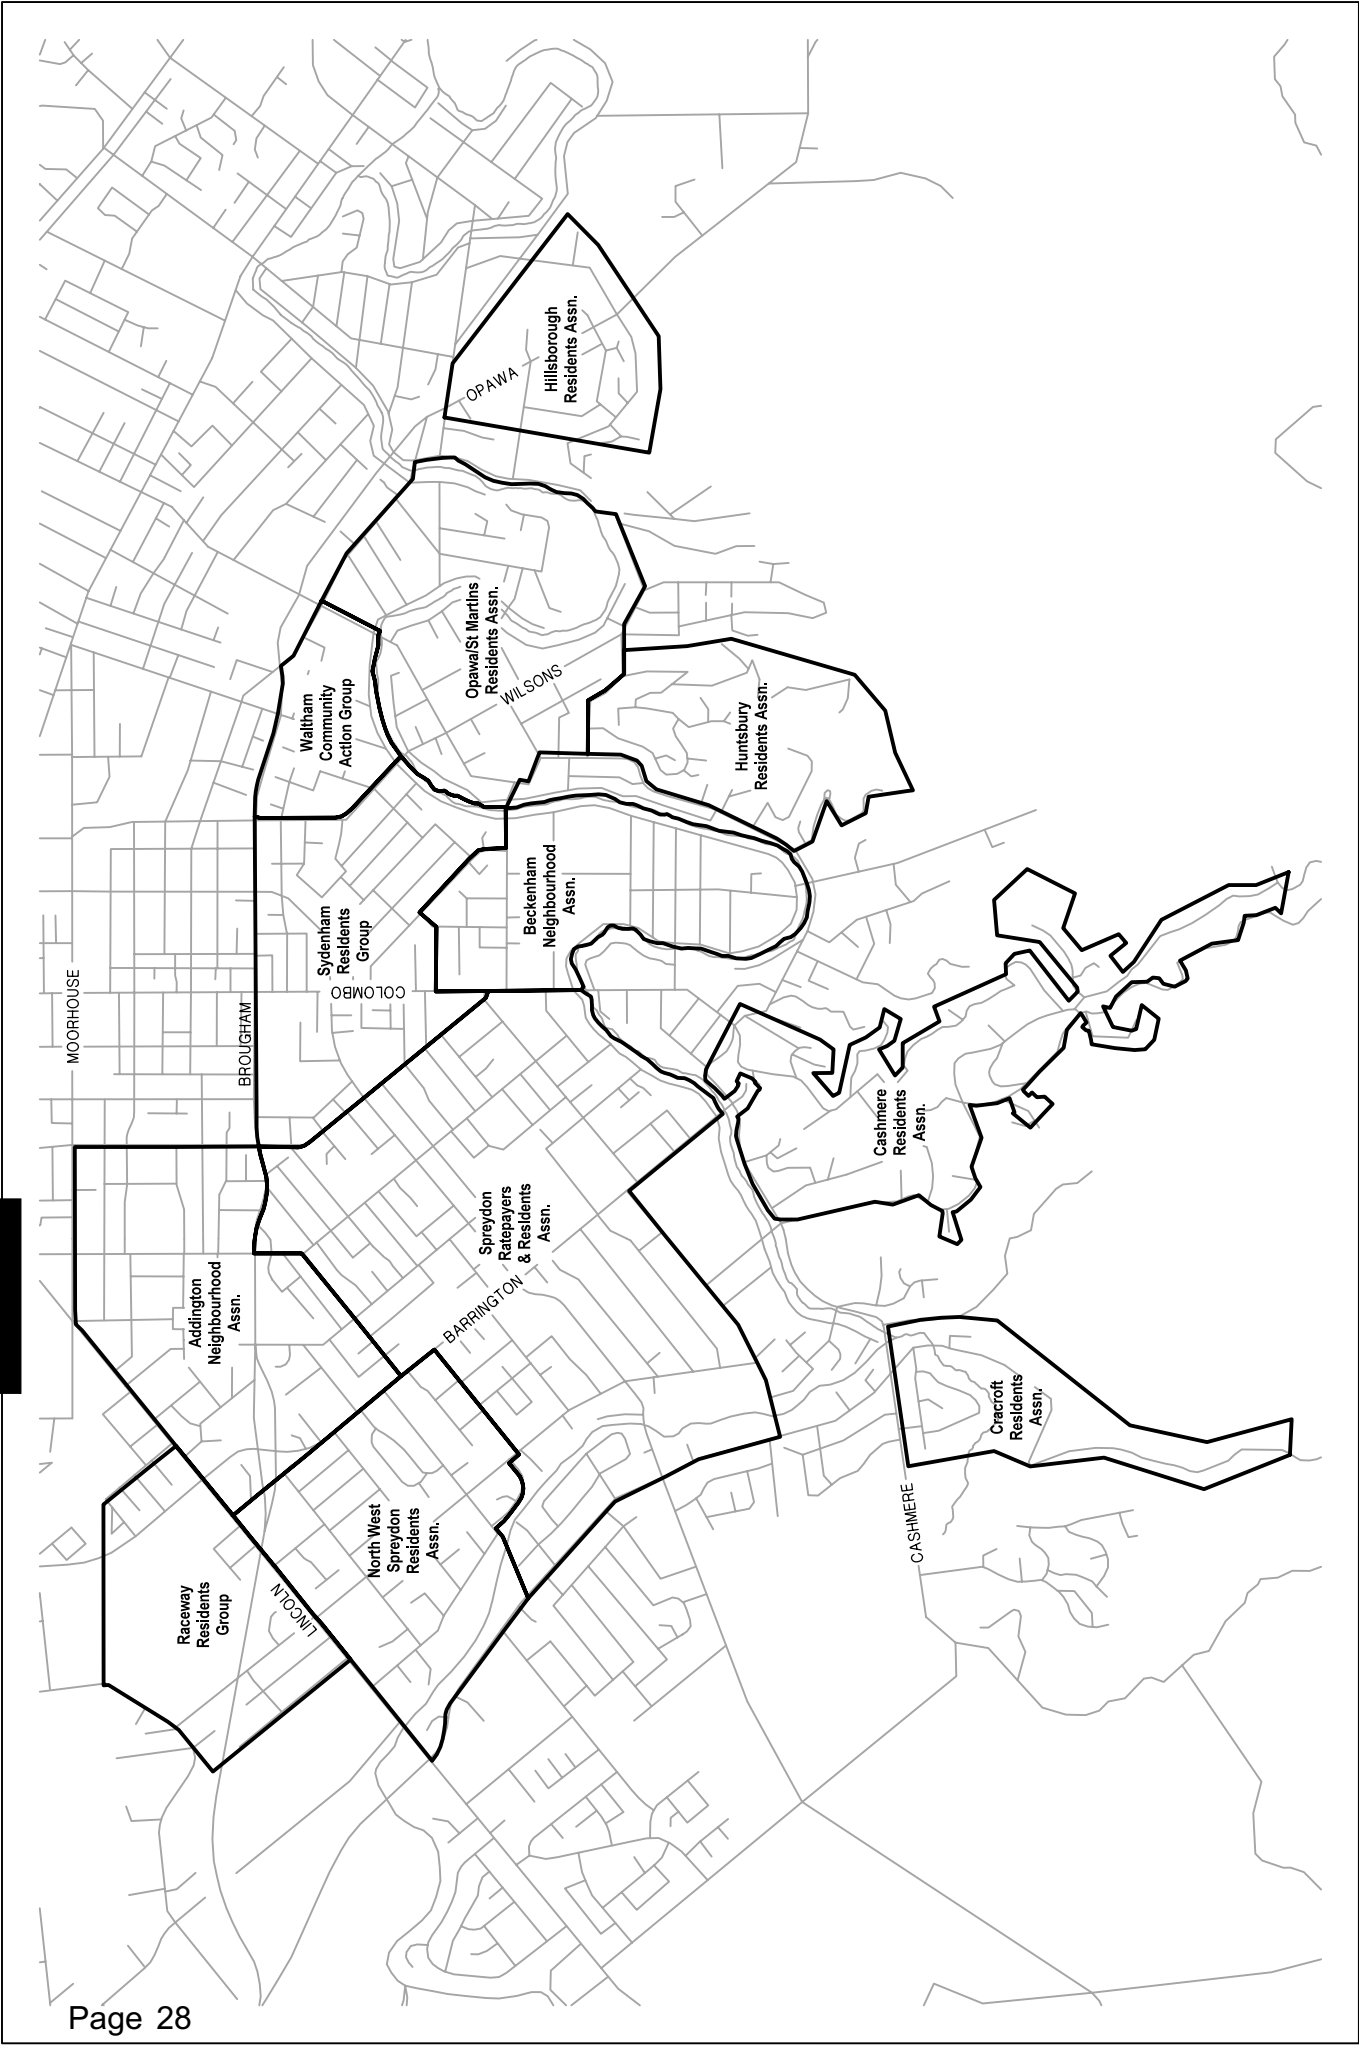 MOORHOUSE
BROUGHAM
COLOMBO
OPAWA
WILSONS
BARRINGTON
LINCOLN
CASHMERE
Hillsborough
Residents Assn.
Opawa/St Martins
Residents Assn.
Waltham
Community
Action Group
Huntsbury
Residents Assn.
Beckenham
Neighbourhood
Assn.
Sydenham
Residents
Group
Cashmere
Residents
Assn.
Spreydon
Ratepayers
& Residents
Assn.
Addington
Neighbourhood
Assn.
Cracroft
Residents
Assn.
North West
Spreydon
Residents
Assn.
Raceway
Residents
Group
Page 28